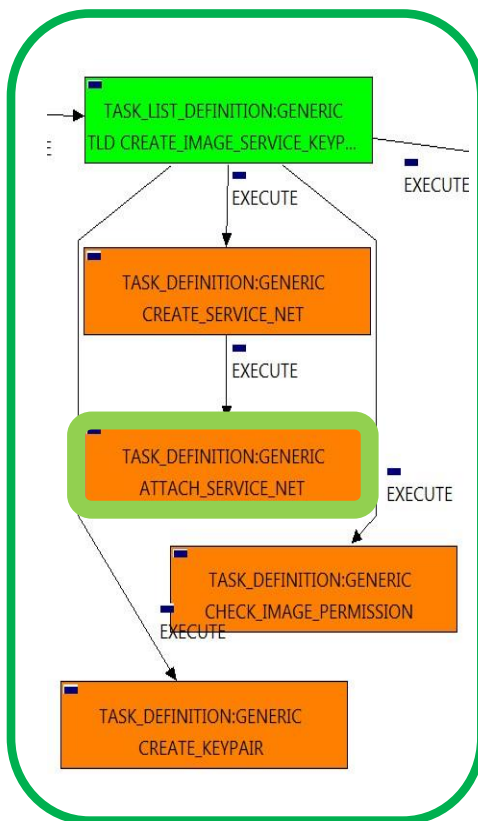 TASK_LIST_DEFINITION:GENERIC
TLD CREATE_IMAGE_SERVICE_KEYP...
E
EXECUTE
EXECUTE
TASK_DEFINITION:GENERIC
CREATE_SERVICE_NET
EXECUTE
TASK_DEFINITION:GENERIC
ATTACH_SERVICE_NET
EXECUTE
TASK_DEFINITION:GENERIC
CHECK_IMAGE_PERMISSION
EXECUTE
TASK_DEFINITION:GENERIC
CREATE_KEYPAIR